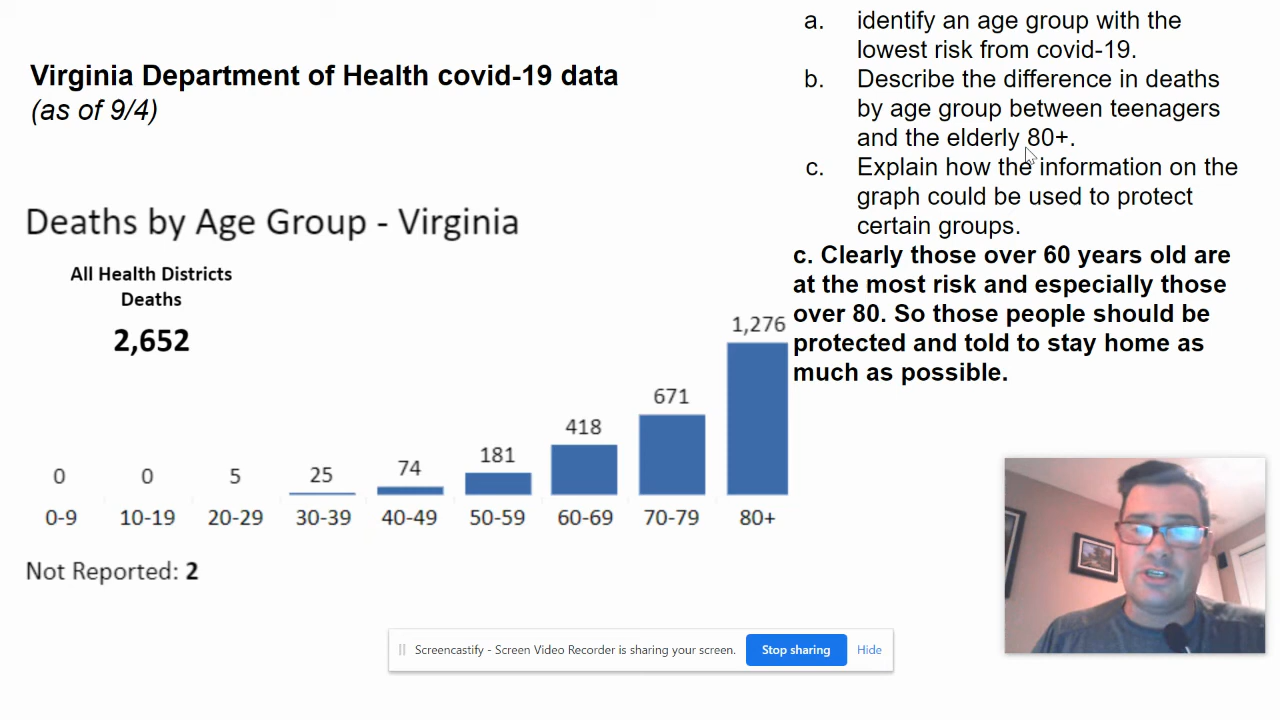 Virginia Department of Health covid-19 data
(as of 9/4)
a. identify an age group with the
lowest risk from covid-19.
b. Describe the difference in deaths
by age group between teenagers
and the elderly 80+.
c. Explain how the information on the
graph could be used to protect
certain groups.
c. Clearly those over 60 years old are
at the most risk and especially those
over 80. So those people should be
protected and told to stay home as
much as possible.
Deaths by Age Group - Virginia
All Health Districts
Deaths
2,652
0 0 5 25 74 181 418 671 1,276
0-9 10-19 20-29 30-39 40-49 50-59 60-69 70-79 80+
Not Reported: 2
Screencastify - Screen Video Recorder is sharing your screen. Stop sharing Hide